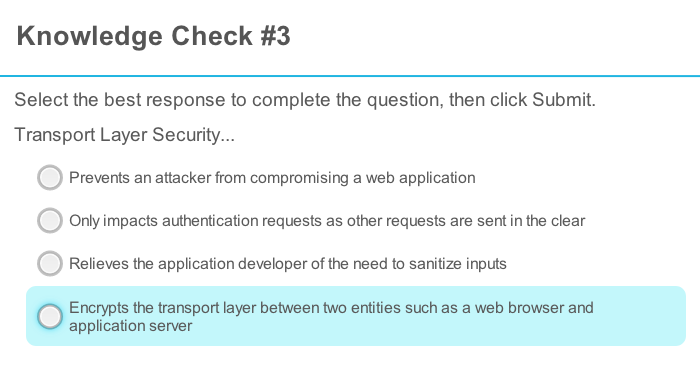 Knowledge Check #3
Select the best response to complete the question, then click Submit.
Transport Layer Security...
Prevents an attacker from compromising a web application
Only impacts authentication requests as other requests are sent in the clear
Relieves the application developer of the need to sanitize inputs
Encrypts the transport layer between two entities such as a web browser and
application server